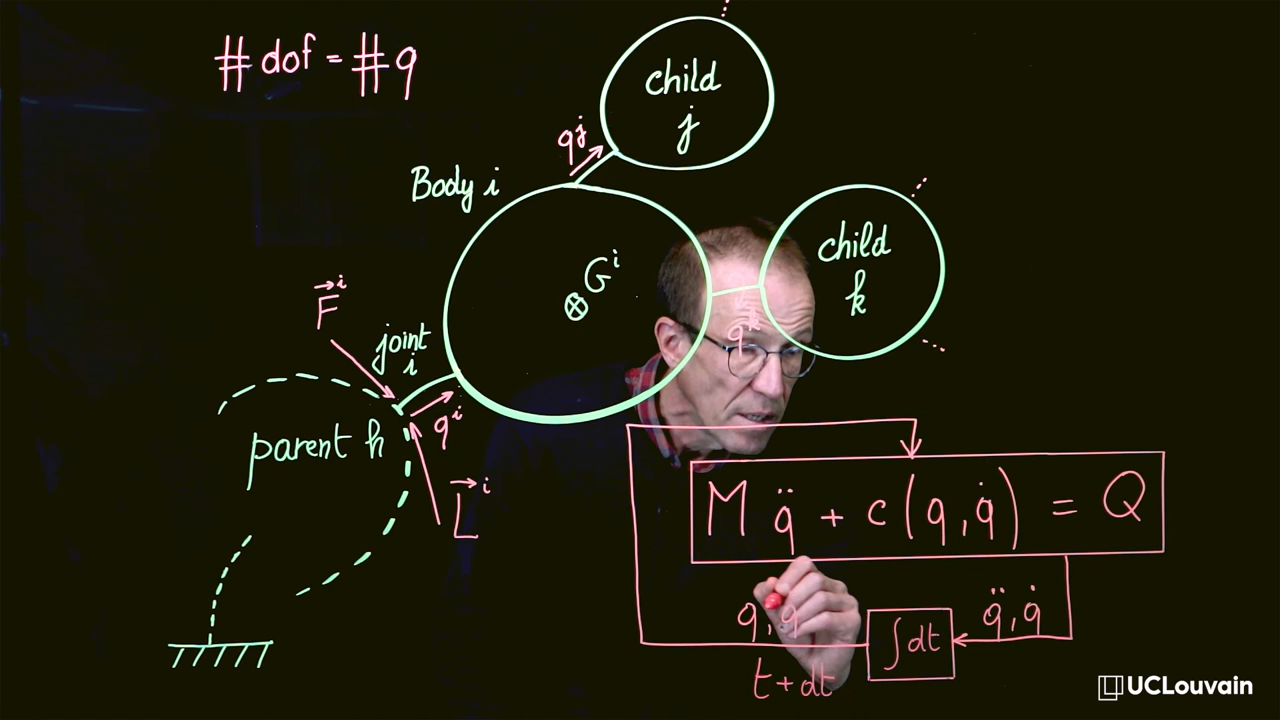 # dof = # q
child
j
q^j
Body i
child
k
G^i
F^i
joint
i
q^i
parent h
L^i
M q̈ + c(q, q̇) = Q
q̈, q̇
∫dt
q, q
t + dt
UCLouvain